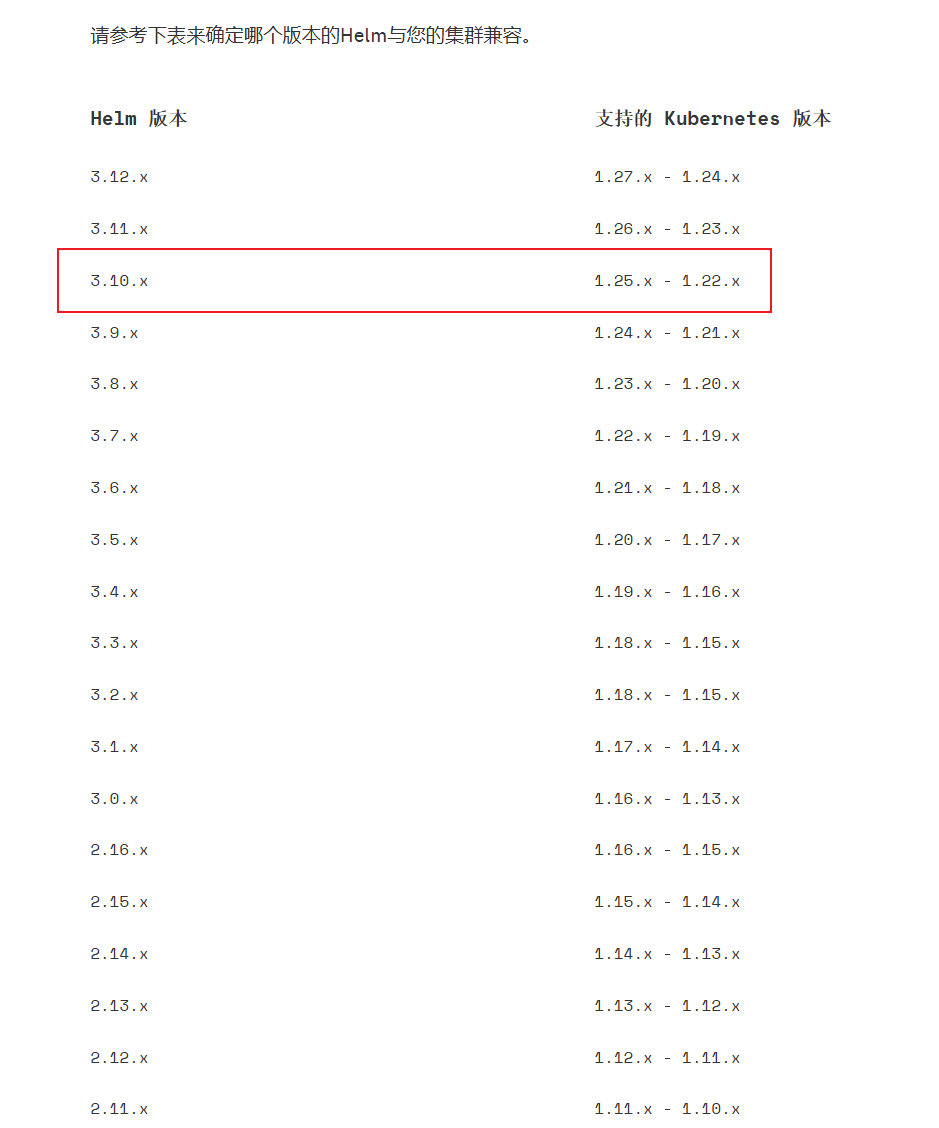 请参考下表来确定哪个版本的Helm与您的集群兼容。
Helm 版本 支持的 Kubernetes 版本
3.12.x 1.27.x - 1.24.x
3.11.x 1.26.x - 1.23.x
3.10.x 1.25.x - 1.22.x
3.9.x 1.24.x - 1.21.x
3.8.x 1.23.x - 1.20.x
3.7.x 1.22.x - 1.19.x
3.6.x 1.21.x - 1.18.x
3.5.x 1.20.x - 1.17.x
3.4.x 1.19.x - 1.16.x
3.3.x 1.18.x - 1.15.x
3.2.x 1.18.x - 1.15.x
3.1.x 1.17.x - 1.14.x
3.0.x 1.16.x - 1.13.x
2.16.x 1.16.x - 1.15.x
2.15.x 1.15.x - 1.14.x
2.14.x 1.14.x - 1.13.x
2.13.x 1.13.x - 1.12.x
2.12.x 1.12.x - 1.11.x
2.11.x 1.11.x - 1.10.x